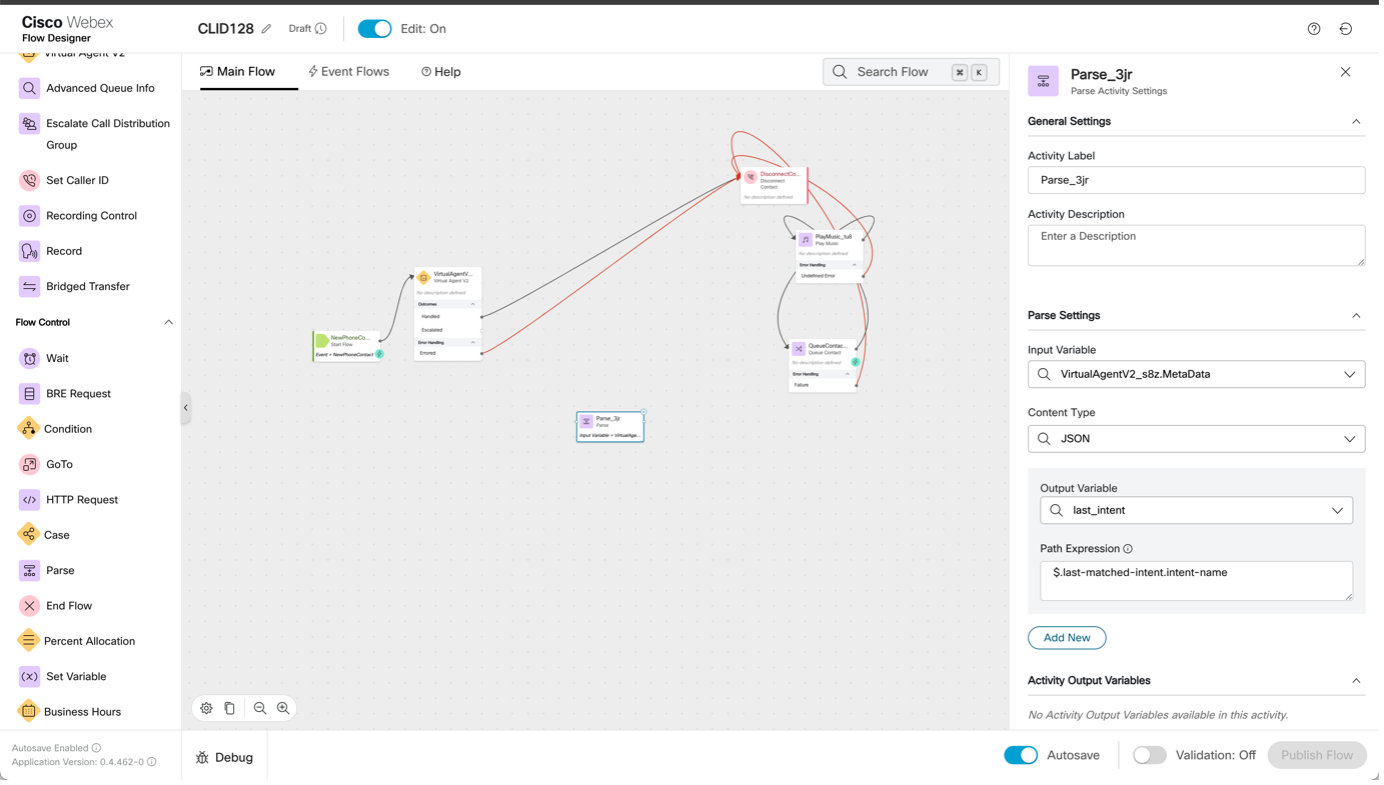 Cisco Webex
Flow Designer
CLID128
Draft
Edit: On
Virtual Agent V2
Advanced Queue Info
Escalate Call Distribution
Group
Set Caller ID
Recording Control
Record
Bridged Transfer
Flow Control
Wait
BRE Request
Condition
GoTo
HTTP Request
Case
Parse
End Flow
Percent Allocation
Set Variable
Business Hours
Autosave Enabled
Application Version: 0.4.462-0
Main Flow
Event Flows
Help
Search Flow
⌘ K
DisconnectCo...
Disconnect
Contact
No description defined
PlayMusic_tu8
Play Music
No description defined
Error Handling
Undefined Error
VirtualAgentV...
Virtual Agent V2
No description defined
Outcomes
Handled
Escalated
Error Handling
Errored
NewPhoneCo...
Start Flow
Event = NewPhoneContact
QueueContac...
Queue Contact
No description defined
Error Handling
Failure
Parse_3jr
Parse
Input Variable = VirtualAge...
Debug
Parse_3jr
Parse Activity Settings
General Settings
Activity Label
Parse_3jr
Activity Description
Enter a Description
Parse Settings
Input Variable
VirtualAgentV2_s8z.MetaData
Content Type
JSON
Output Variable
last_intent
Path Expression
$.last-matched-intent.intent-name
Add New
Activity Output Variables
No Activity Output Variables available in this activity.
Autosave
Validation: Off
Publish Flow